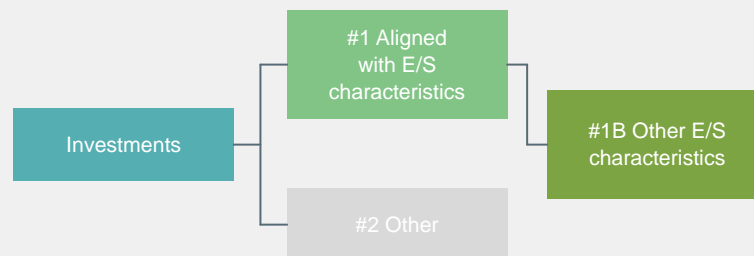 #1 Aligned
with E/S
characteristics
Investments
#1B Other E/S
characteristics
#2 Other